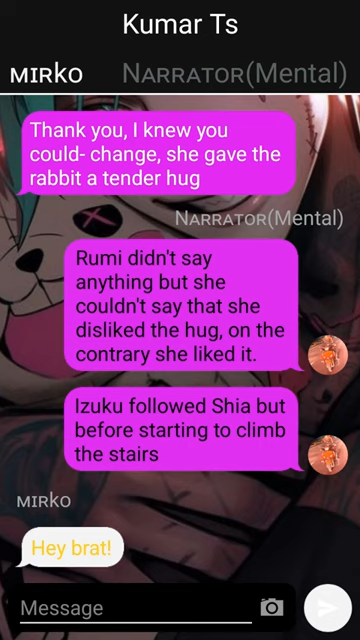 Kumar Ts
MIRKO NARRATOR(Mental)
Thank you, I knew you
could- change, she gave the
rabbit a tender hug
NARRATOR(Mental)
Rumi didn't say
anything but she
couldn't say that she
disliked the hug, on the
contrary she liked it.
Izuku followed Shia but
before starting to climb
the stairs
MIRKO
Hey brat!
Message